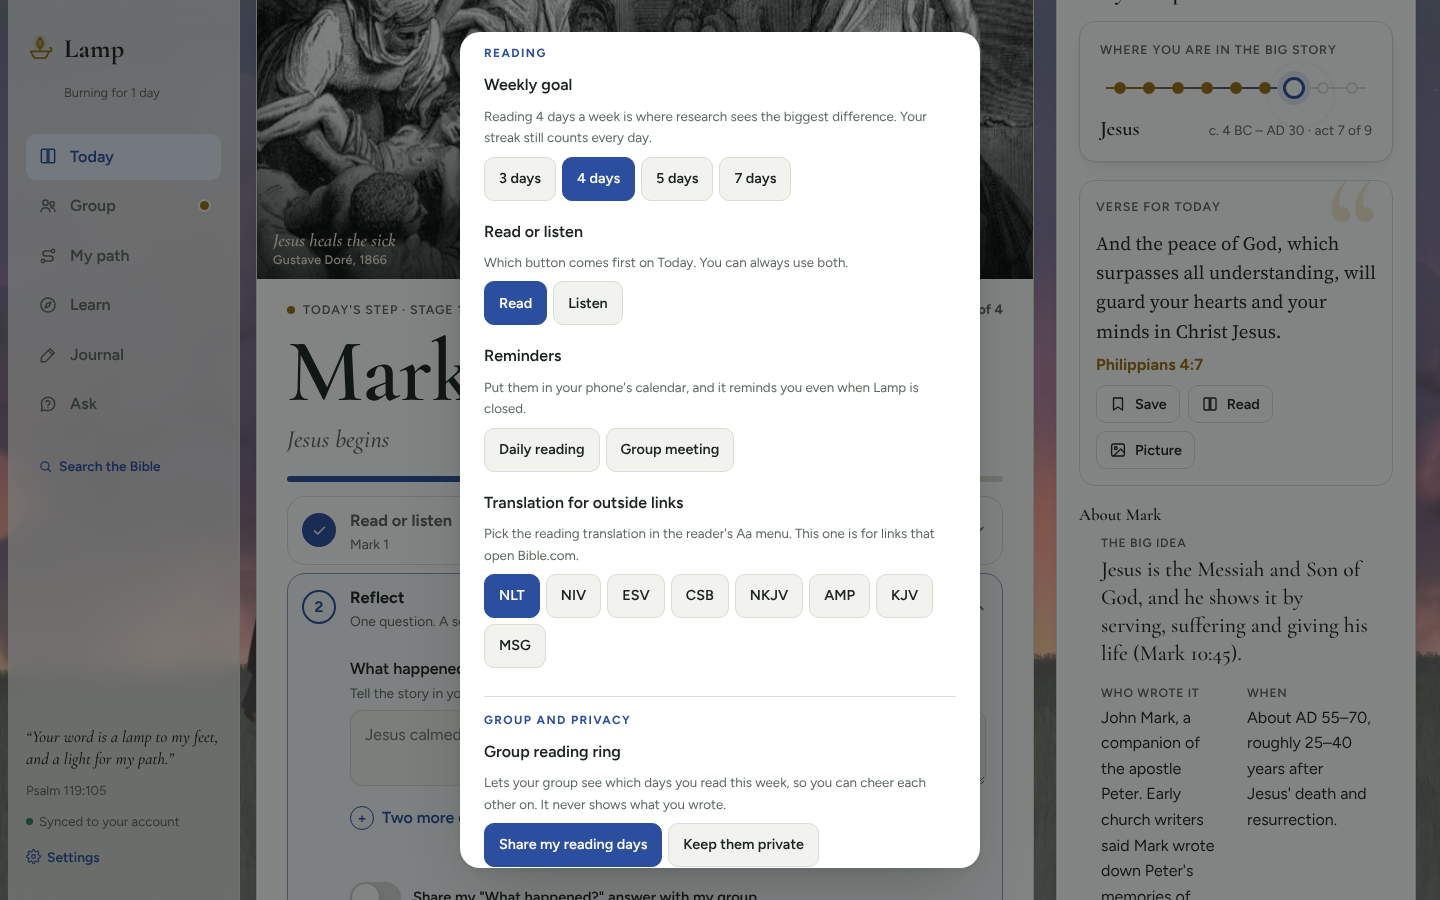 Lamp
Burning for 1 day
Today
Group
My path
Learn
Journal
Ask
Search the Bible
“Your word is a lamp to my feet,
and a light for my path.”
Psalm 119:105
Synced to your account
Settings
Jesus heals the sick
Gustave Doré, 1866
TODAY'S STEP · STAGE 1
of 4
Mark
Jesus begins
Read or listen
Mark 1
2
Reflect
One question. A
What happened
Tell the story in
Jesus calmed
Two more
Share my "What happened?" answer with my group
READING
Weekly goal
Reading 4 days a week is where research sees the biggest difference. Your
streak still counts every day.
3 days
4 days
5 days
7 days
Read or listen
Which button comes first on Today. You can always use both.
Read
Listen
Reminders
Put them in your phone's calendar, and it reminds you even when Lamp is
closed.
Daily reading
Group meeting
Translation for outside links
Pick the reading translation in the reader's Aa menu. This one is for links that
open Bible.com.
NLT
NIV
ESV
CSB
NKJV
AMP
KJV
MSG
GROUP AND PRIVACY
Group reading ring
Lets your group see which days you read this week, so you can cheer each
other on. It never shows what you wrote.
Share my reading days
Keep them private
WHERE YOU ARE IN THE BIG STORY
Jesus
c. 4 BC – AD 30 · act 7 of 9
VERSE FOR TODAY
And the peace of God, which
surpasses all understanding, will
guard your hearts and your
minds in Christ Jesus.
Philippians 4:7
Save
Read
Picture
About Mark
THE BIG IDEA
Jesus is the Messiah and Son of
God, and he shows it by
serving, suffering and giving his
life (Mark 10:45).
WHO WROTE IT
John Mark, a
companion of
the apostle
Peter. Early
church writers
said Mark wrote
down Peter's
memories of
WHEN
About AD 55–70,
roughly 25–40
years after
Jesus' death and
resurrection.